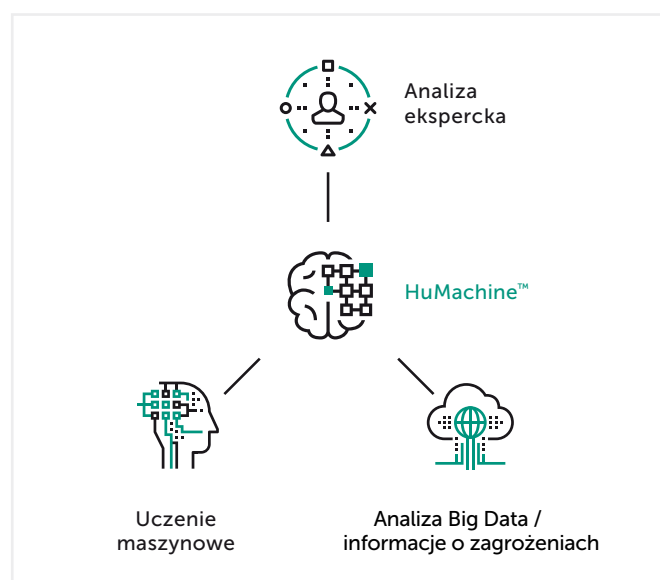 Analiza
ekspercka
HuMachine™
Uczenie
maszynowe
Analiza Big Data /
informacje o zagrożeniach